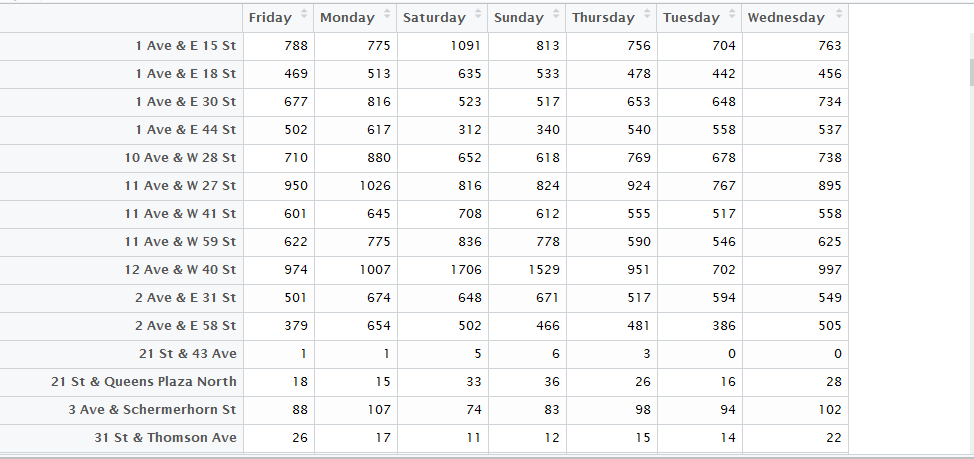 Friday Monday Saturday Sunday Thursday Tuesday Wednesday
1 Ave & E 15 St 788 775 1091 813 756 704 763
1 Ave & E 18 St 469 513 635 533 478 442 456
1 Ave & E 30 St 677 816 523 517 653 648 734
1 Ave & E 44 St 502 617 312 340 540 558 537
10 Ave & W 28 St 710 880 652 618 769 678 738
11 Ave & W 27 St 950 1026 816 824 924 767 895
11 Ave & W 41 St 601 645 708 612 555 517 558
11 Ave & W 59 St 622 775 836 778 590 546 625
12 Ave & W 40 St 974 1007 1706 1529 951 702 997
2 Ave & E 31 St 501 674 648 671 517 594 549
2 Ave & E 58 St 379 654 502 466 481 386 505
21 St & 43 Ave 1 1 5 6 3 0 0
21 St & Queens Plaza North 18 15 33 36 26 16 28
3 Ave & Schermerhorn St 88 107 74 83 98 94 102
31 St & Thomson Ave 26 17 11 12 15 14 22